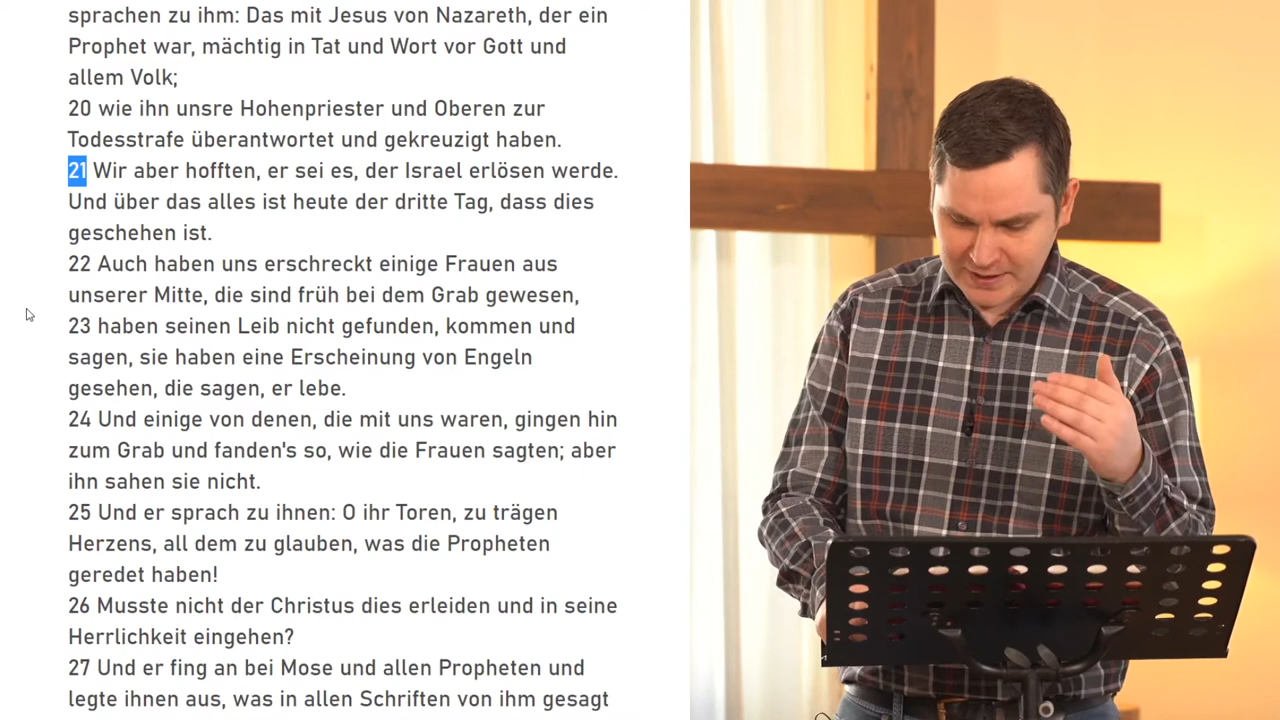 sprachen zu ihm: Das mit Jesus von Nazareth, der ein
Prophet war, mächtig in Tat und Wort vor Gott und
allem Volk;
20 wie ihn unsre Hohenpriester und Oberen zur
Todesstrafe überantwortet und gekreuzigt haben.
21 Wir aber hofften, er sei es, der Israel erlösen werde.
Und über das alles ist heute der dritte Tag, dass dies
geschehen ist.
22 Auch haben uns erschreckt einige Frauen aus
unserer Mitte, die sind früh bei dem Grab gewesen,
23 haben seinen Leib nicht gefunden, kommen und
sagen, sie haben eine Erscheinung von Engeln
gesehen, die sagen, er lebe.
24 Und einige von denen, die mit uns waren, gingen hin
zum Grab und fanden's so, wie die Frauen sagten; aber
ihn sahen sie nicht.
25 Und er sprach zu ihnen: O ihr Toren, zu trägen
Herzens, all dem zu glauben, was die Propheten
geredet haben!
26 Musste nicht der Christus dies erleiden und in seine
Herrlichkeit eingehen?
27 Und er fing an bei Mose und allen Propheten und
legte ihnen aus, was in allen Schriften von ihm gesagt